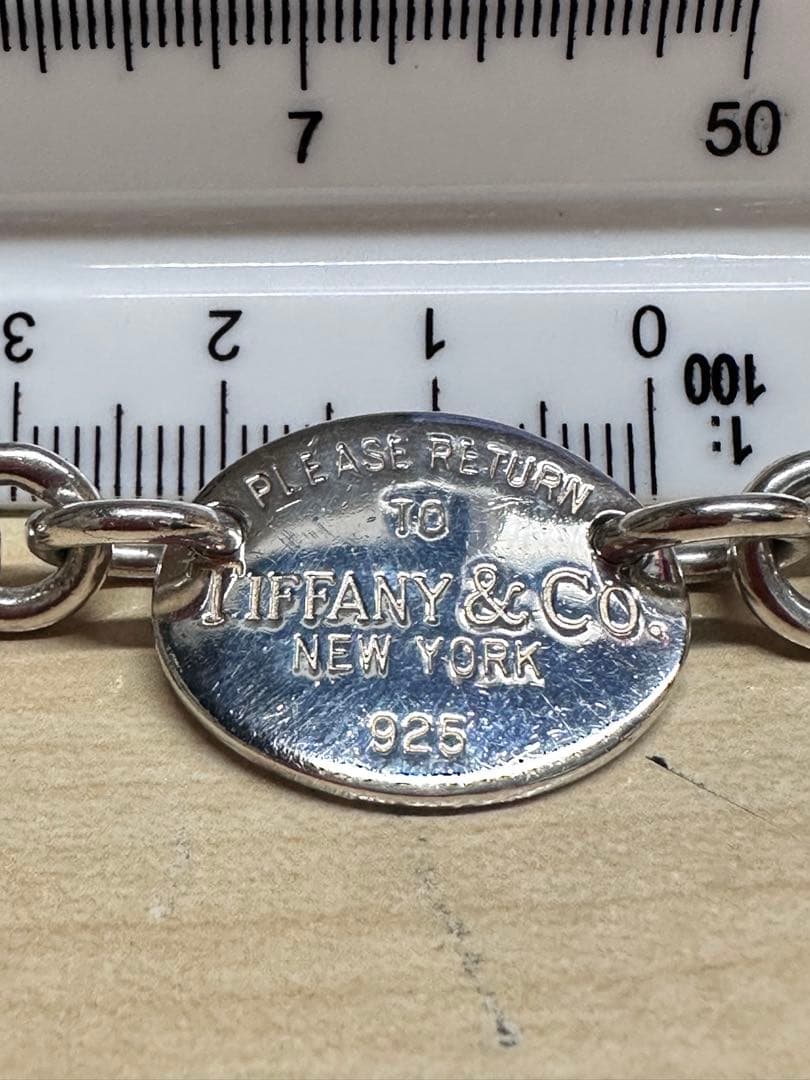 7 50
3 2 1 0 1:100
PLEASE RETURN
TO
TIFFANY & CO.
NEW YORK
925